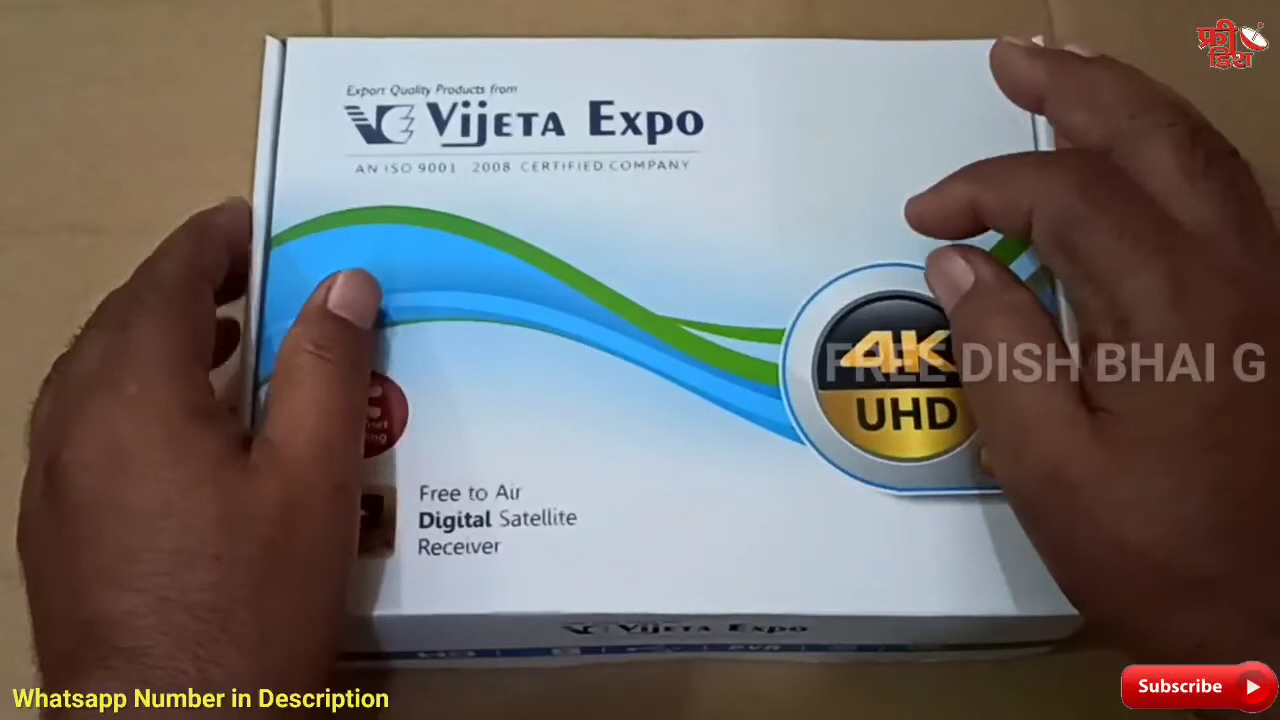 Export Quality Products from
Vijeta Expo
AN ISO 9001 2008 CERTIFIED COMPANY
फ्री
डिश
4K
UHD
FREE DISH BHAI G
Free to Air
Digital Satellite
Receiver
Vijeta Expo
Whatsapp Number in Description
Subscribe